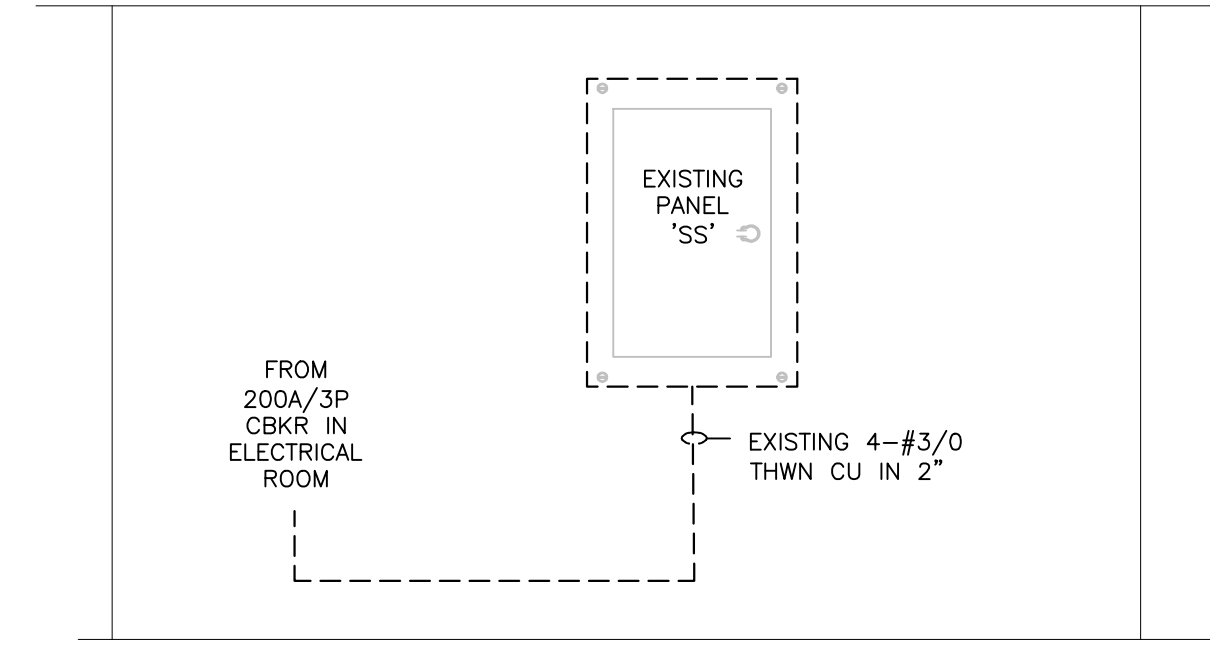 EXISTING
PANEL
'SS'
FROM
200A/3P
CBKR IN
ELECTRICAL
ROOM
EXISTING 4-#3/0
THWN CU IN 2"